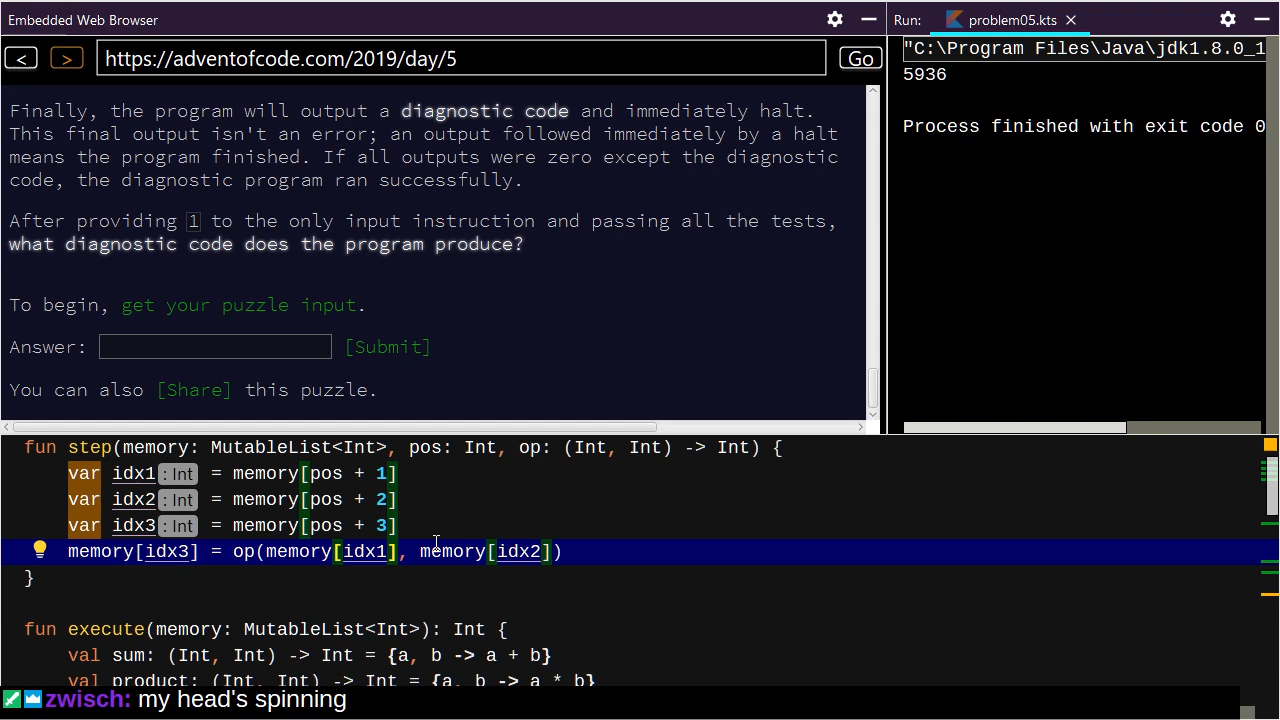 Embedded Web Browser
Run: problem05.kts
< > https://adventofcode.com/2019/day/5 Go
"C:\Program Files\Java\jdk1.8.0_1
5936
Process finished with exit code 0
Finally, the program will output a diagnostic code and immediately halt.
This final output isn't an error; an output followed immediately by a halt
means the program finished. If all outputs were zero except the diagnostic
code, the diagnostic program ran successfully.
After providing 1 to the only input instruction and passing all the tests,
what diagnostic code does the program produce?
To begin, get your puzzle input.
Answer: [Submit]
You can also [Share] this puzzle.
fun step(memory: MutableList<Int>, pos: Int, op: (Int, Int) -> Int) {
var idx1 : Int = memory[pos + 1]
var idx2 : Int = memory[pos + 2]
var idx3 : Int = memory[pos + 3]
memory[idx3] = op(memory[idx1], memory[idx2])
}
fun execute(memory: MutableList<Int>): Int {
val sum: (Int, Int) -> Int = {a, b -> a + b}
val product: (Int, Int) -> Int = {a, b -> a * b}
zwisch: my head's spinning